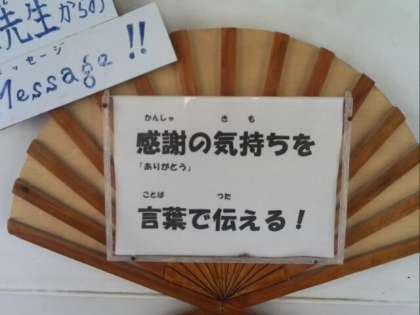 先生からの
メッセージ
Message!!
かんしゃ きも
感謝の気持ちを
「ありがとう」
ことば つた
言葉で伝える！